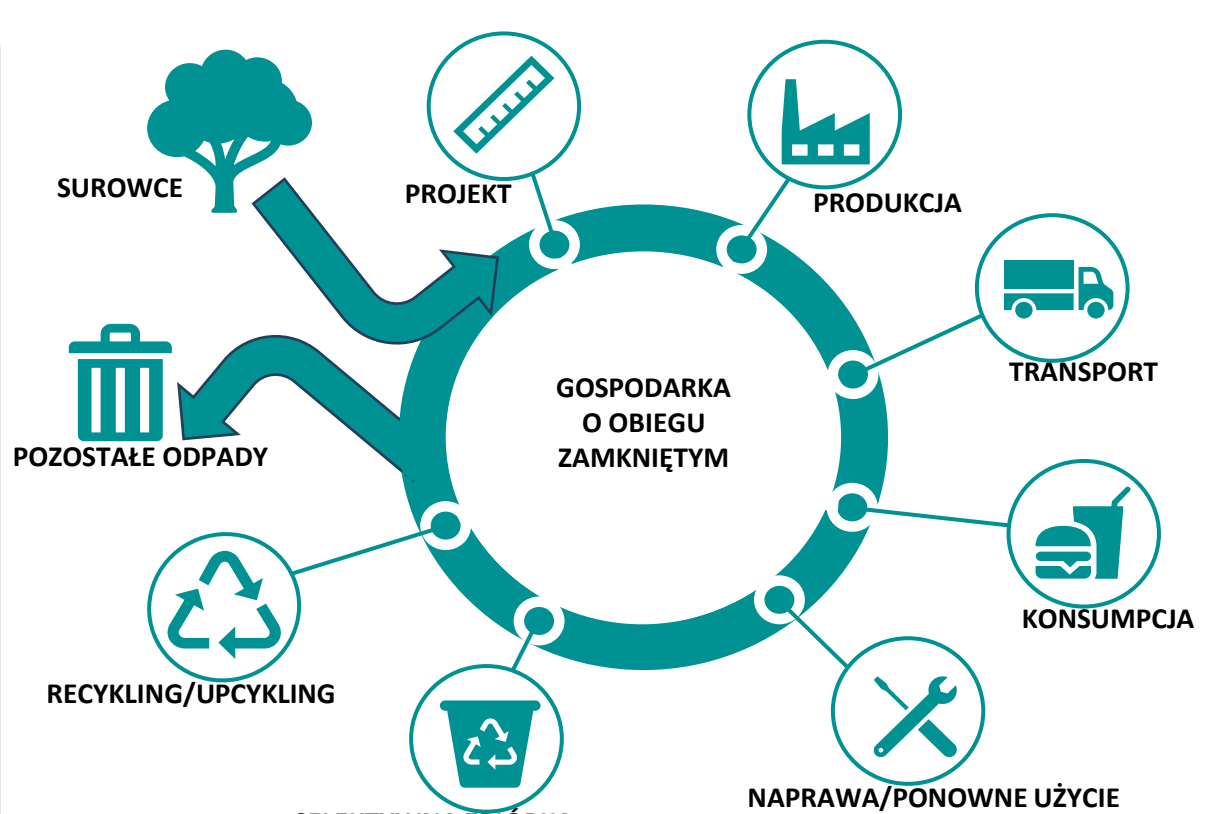 SUROWCE
PROJEKT
PRODUKCJA
TRANSPORT
GOSPODARKA
O OBIEGU
ZAMKNIĘTYM
POZOSTAŁE ODPADY
KONSUMPCJA
RECYKLING/UPCYKLING
NAPRAWA/PONOWNE UŻYCIE